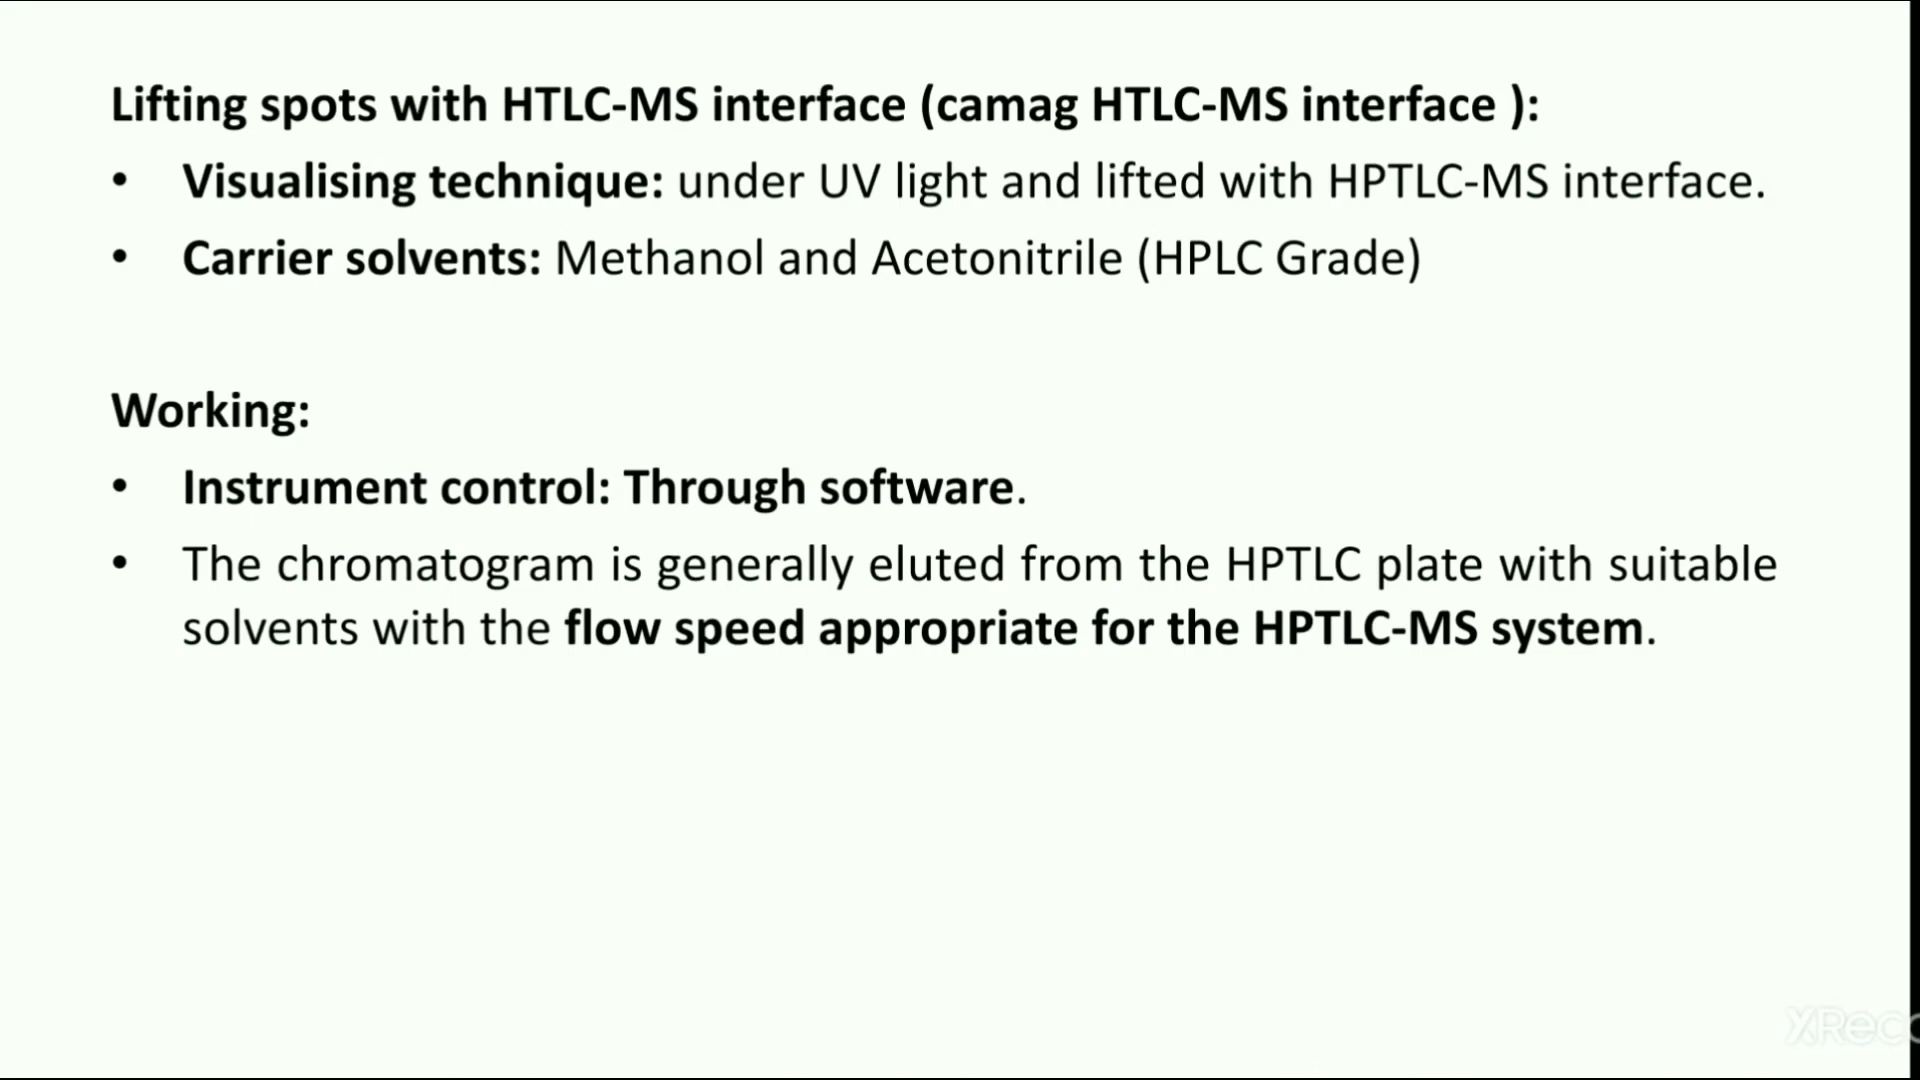 Lifting spots with HTLC-MS interface (camag HTLC-MS interface ):
• Visualising technique: under UV light and lifted with HPTLC-MS interface.
• Carrier solvents: Methanol and Acetonitrile (HPLC Grade)
Working:
• Instrument control: Through software.
• The chromatogram is generally eluted from the HPTLC plate with suitable
solvents with the flow speed appropriate for the HPTLC-MS system.
XRec